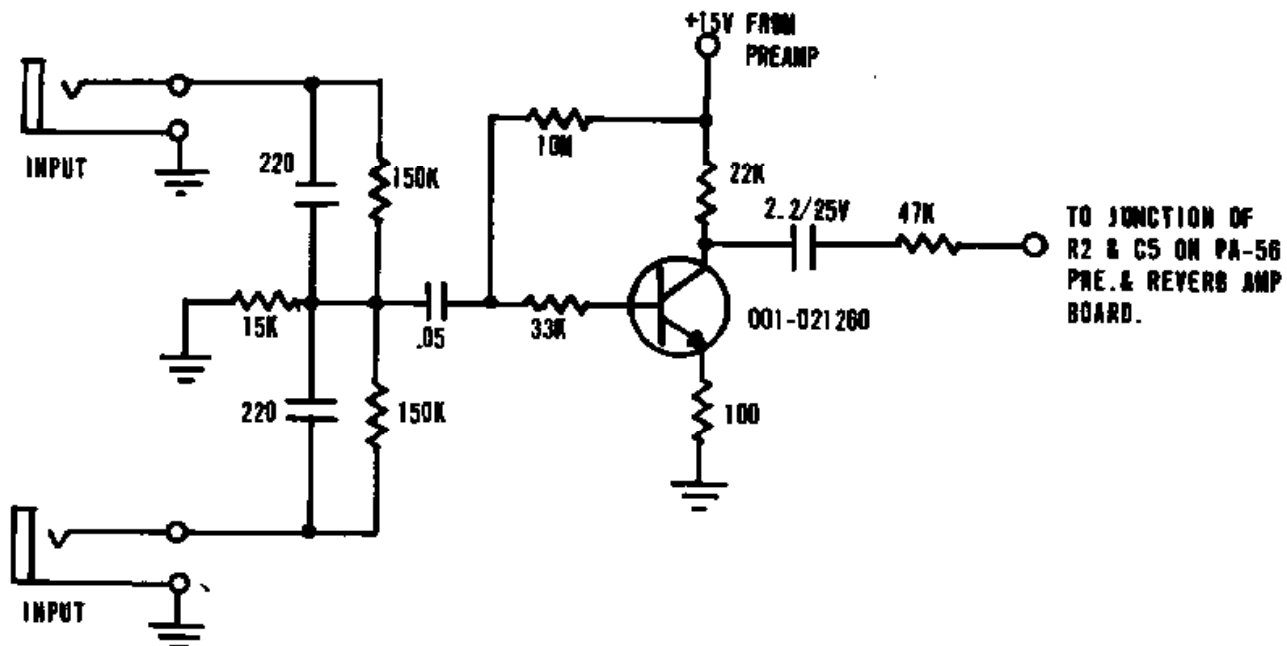 +15V FROM
PREAMP
INPUT
220
150K
10M
22K
2.2/25V
47K
TO JUNCTION OF
R2 & C5 ON PA-56
PRE.& REVERB AMP
BOARD.
15K
.05
33K
001-021260
220
150K
100
INPUT